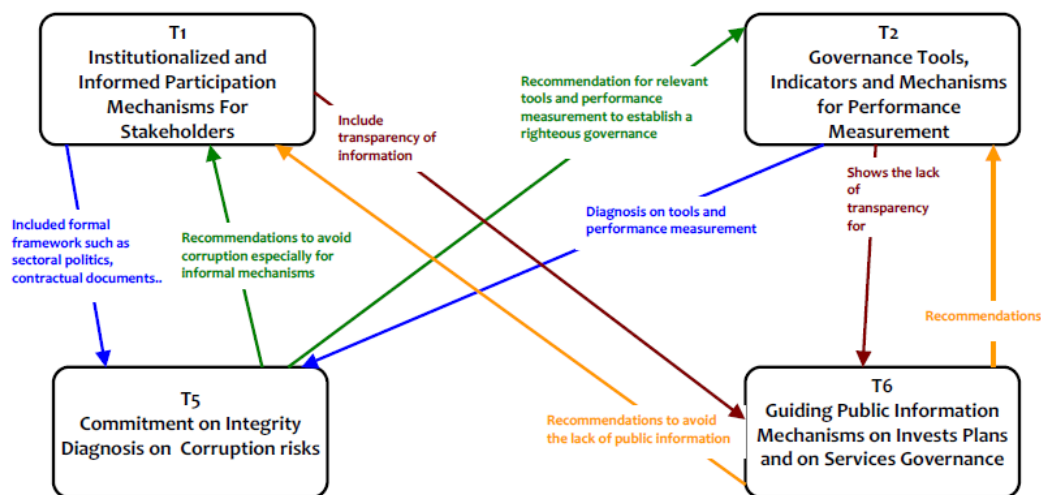 T1
Institutionalized and
Informed Participation
Mechanisms For
Stakeholders
T2
Governance Tools,
Indicators and Mechanisms
for Performance
Measurement
Recommendation for relevant
tools and performance
measurement to establish a
righteous governance
Include
transparency of
information
Shows the lack
of
transparency
for
Included formal
framework such as
sectoral politics,
contractual documents..
Recommendations to avoid
corruption especially for
informal mechanisms
Diagnosis on tools and
performance measurement
Recommendations
T5
Commitment on Integrity
Diagnosis on Corruption risks
Recommendations to avoid
the lack of public information
T6
Guiding Public Information
Mechanisms on Invests Plans
and on Services Governance